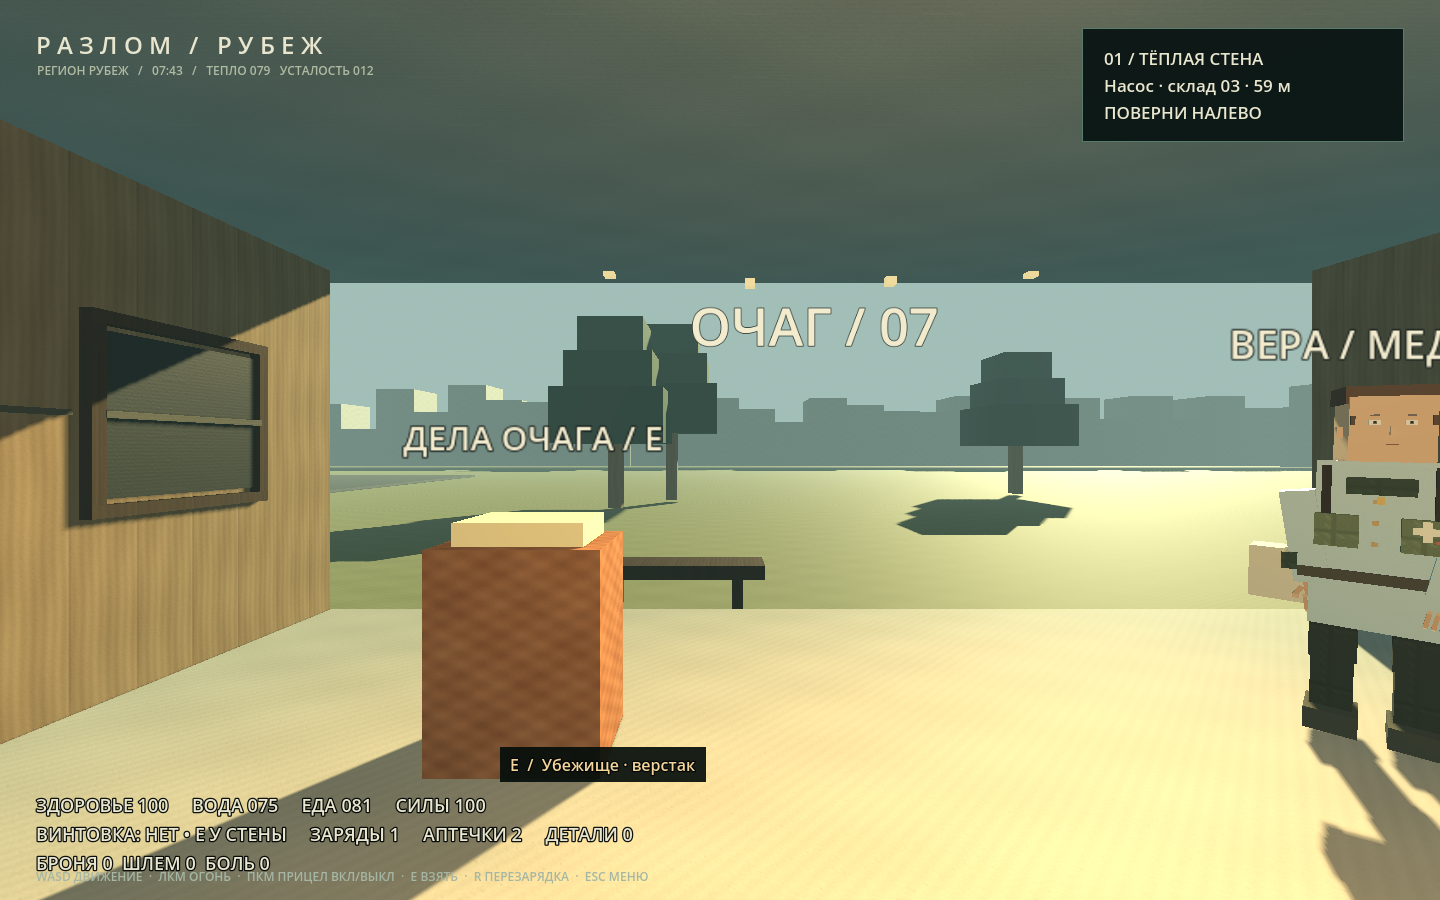 РАЗЛОМ / РУБЕЖ
РЕГИОН РУБЕЖ / 07:43 / ТЕПЛО 079 УСТАЛОСТЬ 012
01 / ТЁПЛАЯ СТЕНА
Насос · склад 03 · 59 м
ПОВЕРНИ НАЛЕВО
ОЧАГ / 07
ВЕРА / МЕД
ДЕЛА ОЧАГА / E
E / Убежище · верстак
ЗДОРОВЬЕ 100 ВОДА 075 ЕДА 081 СИЛЫ 100
ВИНТОВКА: НЕТ • E У СТЕНЫ ЗАРЯДЫ 1 АПТЕЧКИ 2 ДЕТАЛИ 0
БРОНЯ 0 ШЛЕМ 0 БОЛЬ 0
WASD ДВИЖЕНИЕ · ЛКМ ОГОНЬ · ПКМ ПРИЦЕЛ ВКЛ/ВЫКЛ · E ВЗЯТЬ · R ПЕРЕЗАРЯДКА · ESC МЕНЮ